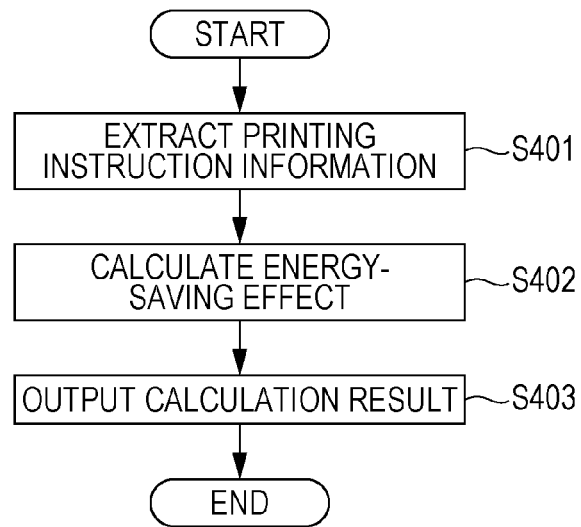 START
EXTRACT PRINTING
INSTRUCTION INFORMATION
S401
CALCULATE ENERGY-
SAVING EFFECT
S402
OUTPUT CALCULATION RESULT
S403
END